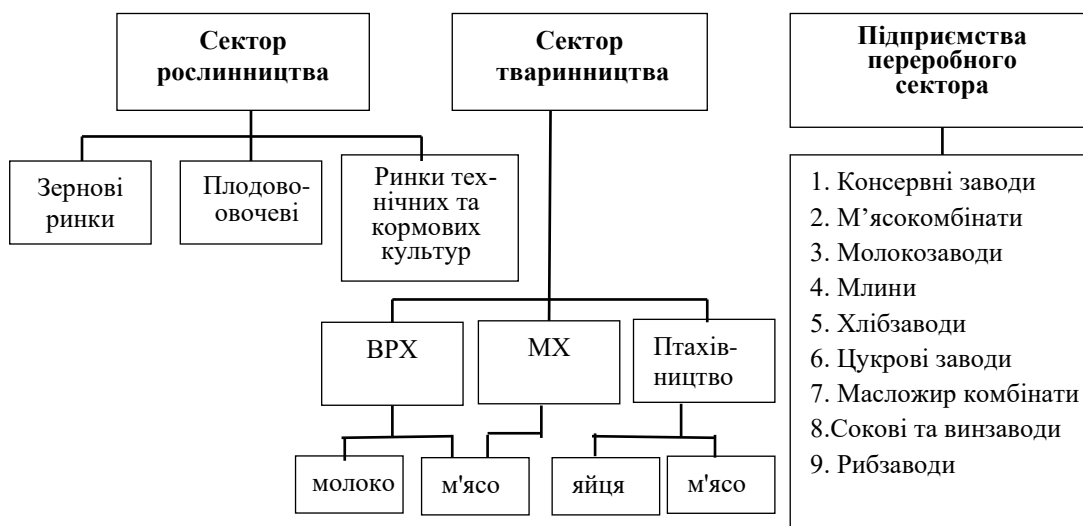 Сектор
рослинництва
Сектор
тваринництва
Підприємства
переробного
сектора
Зернові
ринки
Плодово-
овочеві
Ринки тех-
нічних та
кормових
культур
ВРХ
МХ
Птахів-
ництво
молоко
м'ясо
яйця
м'ясо
1. Консервні заводи
2. М’ясокомбінати
3. Молокозаводи
4. Млини
5. Хлібзаводи
6. Цукрові заводи
7. Масложир комбінати
8.Сокові та винзаводи
9. Рибзаводи